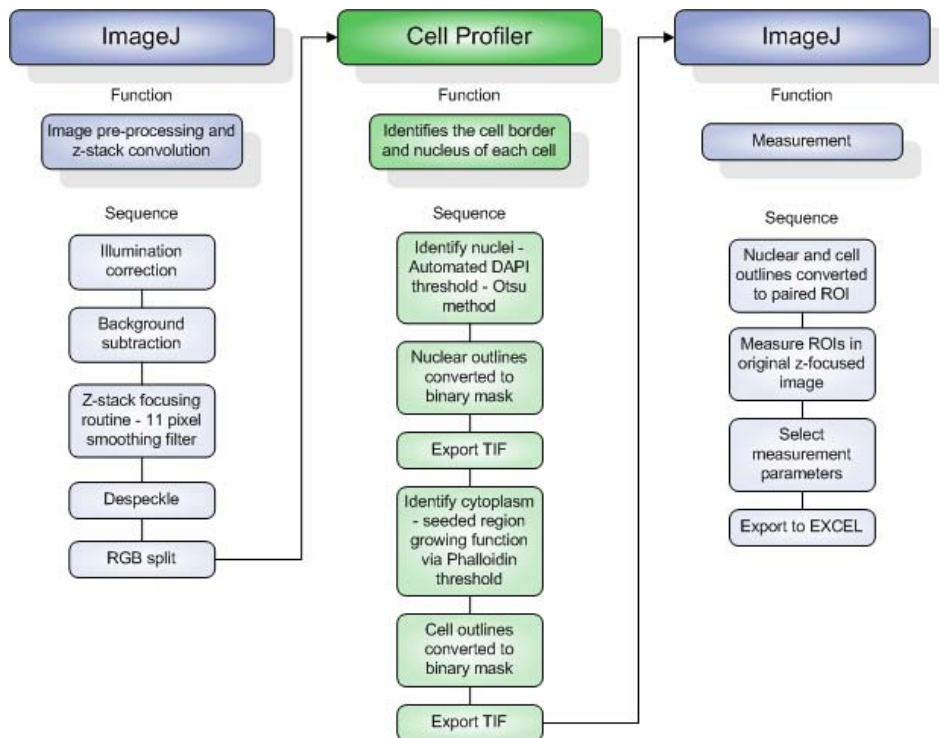 ImageJ
Function
Image pre-processing and
z-stack convolution
Sequence
Illumination
correction
Background
subtraction
Z-stack focusing
routine - 11 pixel
smoothing filter
Despeckle
RGB split
Cell Profiler
Function
Identifies the cell border
and nucleus of each cell
Sequence
Identify nuclei -
Automated DAPI
threshold - Otsu
method
Nuclear outlines
converted to
binary mask
Export TIF
Identify cytoplasm
- seeded region
growing function
via Phalloidin
threshold
Cell outlines
converted to
binary mask
Export TIF
ImageJ
Function
Measurement
Sequence
Nuclear and cell
outlines converted
to paired ROI
Measure ROIs in
original z-focused
image
Select
measurement
parameters
Export to EXCEL